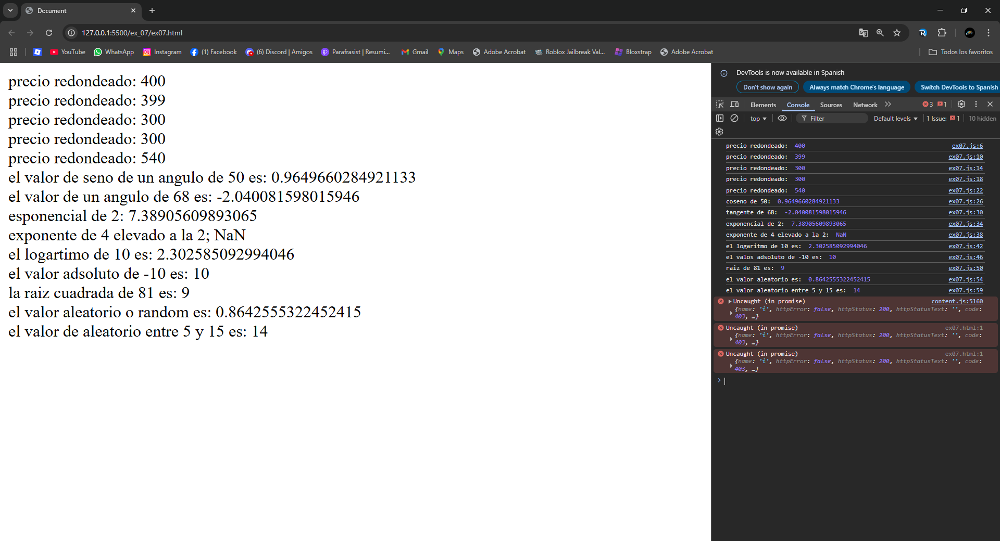 Document
127.0.0.1:5500/ex_07/ex07.html
YouTube WhatsApp Instagram (1) Facebook (6) Discord | Amigos Parafrasist | Resumi... Gmail Maps Adobe Acrobat Roblox Jailbreak Val... Bloxstrap Adobe Acrobat Todos los favoritos
precio redondeado: 400
precio redondeado: 399
precio redondeado: 300
precio redondeado: 300
precio redondeado: 540
el valor de seno de un angulo de 50 es: 0.9649660284921133
el valor de un angulo de 68 es: -2.040081598015946
esponencial de 2: 7.38905609893065
exponente de 4 elevado a la 2; NaN
el logartimo de 10 es: 2.302585092994046
el valor adsoluto de -10 es: 10
la raiz cuadrada de 81 es: 9
el valor aleatorio o random es: 0.8642555322452415
el valor de aleatorio entre 5 y 15 es: 14
DevTools is now available in Spanish
Don't show again Always match Chrome's language Switch DevTools to Spanish
Elements Console Sources Network 3 1
top Filter Default levels 1 Issue: 1 10 hidden
precio redondeado: 400 ex07.js:6
precio redondeado: 399 ex07.js:10
precio redondeado: 300 ex07.js:14
precio redondeado: 300 ex07.js:18
precio redondeado: 540 ex07.js:22
coseno de 50: 0.9649660284921133 ex07.js:26
tangente de 68: -2.040081598015946 ex07.js:30
exponencial de 2: 7.38905609893065 ex07.js:34
exponente de 4 elevado a la 2: NaN ex07.js:38
el logaritmo de 10 es: 2.302585092994046 ex07.js:42
el valos adsoluto de -10 es: 10 ex07.js:46
raiz de 81 es: 9 ex07.js:50
el valor aleatorio es: 0.8642555322452415 ex07.js:54
el valor aleatorio entre 5 y 15 es: 14 ex07.js:59
Uncaught (in promise) content.js:5160
{name: 'i', httpError: false, httpStatus: 200, httpStatusText: '', code:
403, …}
Uncaught (in promise) ex07.html:1
{name: 'i', httpError: false, httpStatus: 200, httpStatusText: '', code:
403, …}
Uncaught (in promise) ex07.html:1
{name: 'i', httpError: false, httpStatus: 200, httpStatusText: '', code:
403, …}